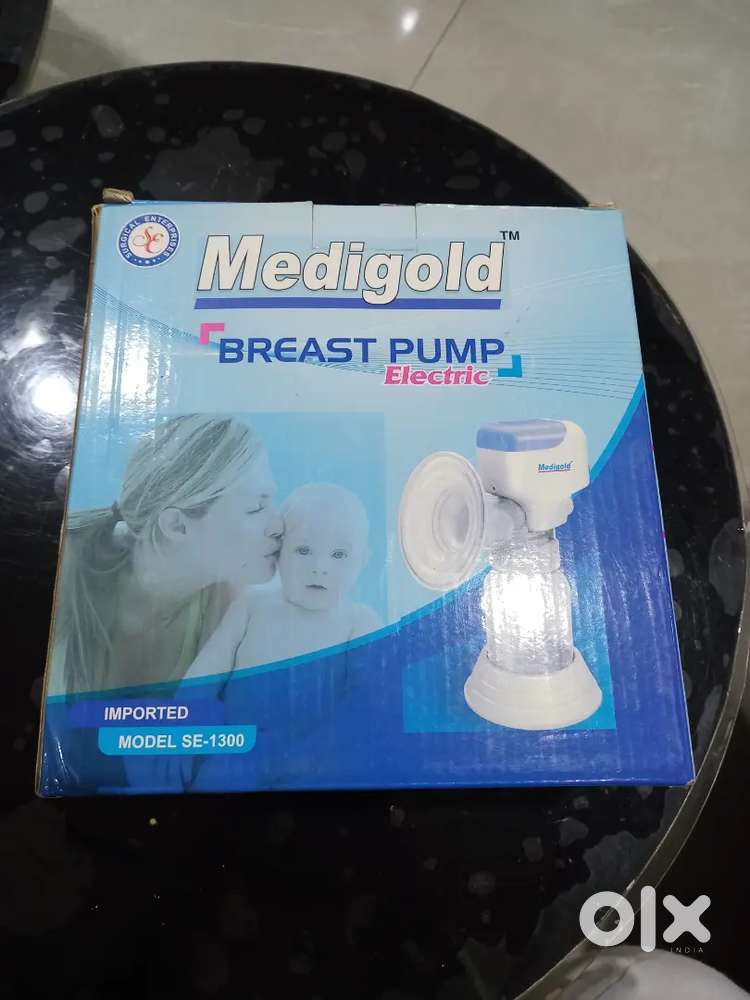 SURGICAL ENTERPRISES
SE
Medigold™
BREAST PUMP
Electric
Medigold
IMPORTED
MODEL SE-1300
olx
INDIA